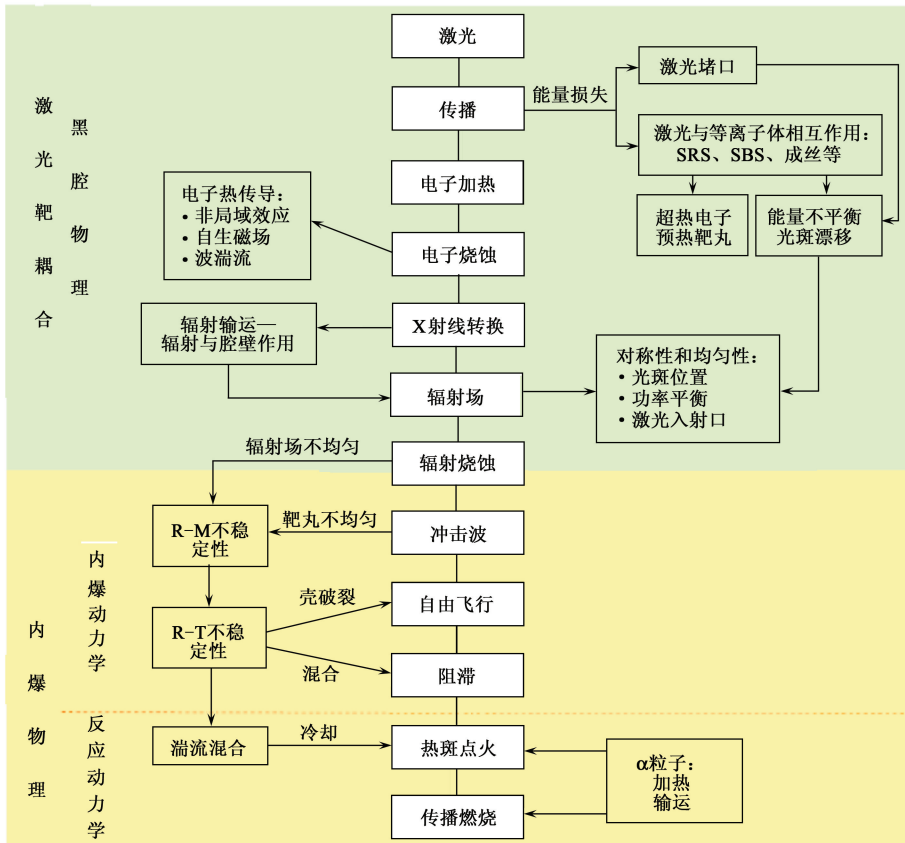 激光
传播
能量损失
激光堵口
激光与等离子体相互作用：
SRS、SBS、成丝等
超热电子
预热靶丸
能量不平衡
光斑漂移
电子加热
电子热传导：
• 非局域效应
• 自生磁场
• 波湍流
电子烧蚀
X射线转换
辐射输运—
辐射与腔壁作用
辐射场
对称性和均匀性：
• 光斑位置
• 功率平衡
• 激光入射口
激光靶耦合
黑腔物理
辐射场不均匀
辐射烧蚀
R-M不稳
定性
靶丸不均匀
冲击波
壳破裂
自由飞行
R-T不稳
定性
混合
阻滞
湍流混合
冷却
热斑点火
α粒子：
加热
输运
传播燃烧
内爆物理
内爆动力学
反应动力学